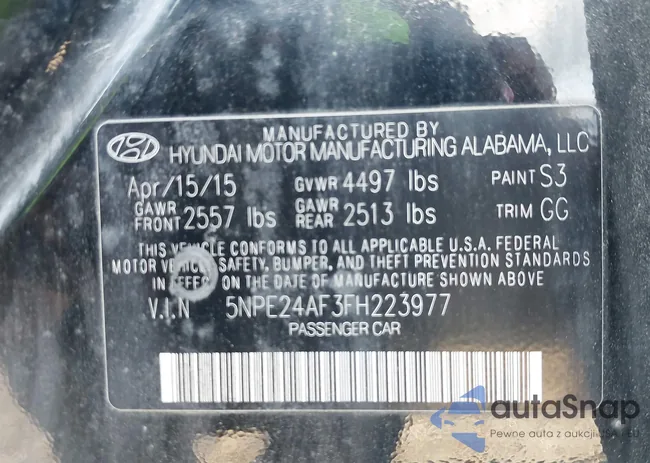 MANUFACTURED BY
HYUNDAI MOTOR MANUFACTURING ALABAMA, LLC
Apr/15/15 GVWR 4497 lbs PAINT S3
GAWR FRONT 2557 lbs GAWR REAR 2513 lbs TRIM GG
THIS VEHICLE CONFORMS TO ALL APPLICABLE U.S.A. FEDERAL
MOTOR VEHICLE SAFETY, BUMPER, AND THEFT PREVENTION STANDARDS
IN EFFECT ON THE DATE OF MANUFACTURE SHOWN ABOVE
V.I.N 5NPE24AF3FH223977
PASSENGER CAR
autaSnap
Pewne auta z aukcji